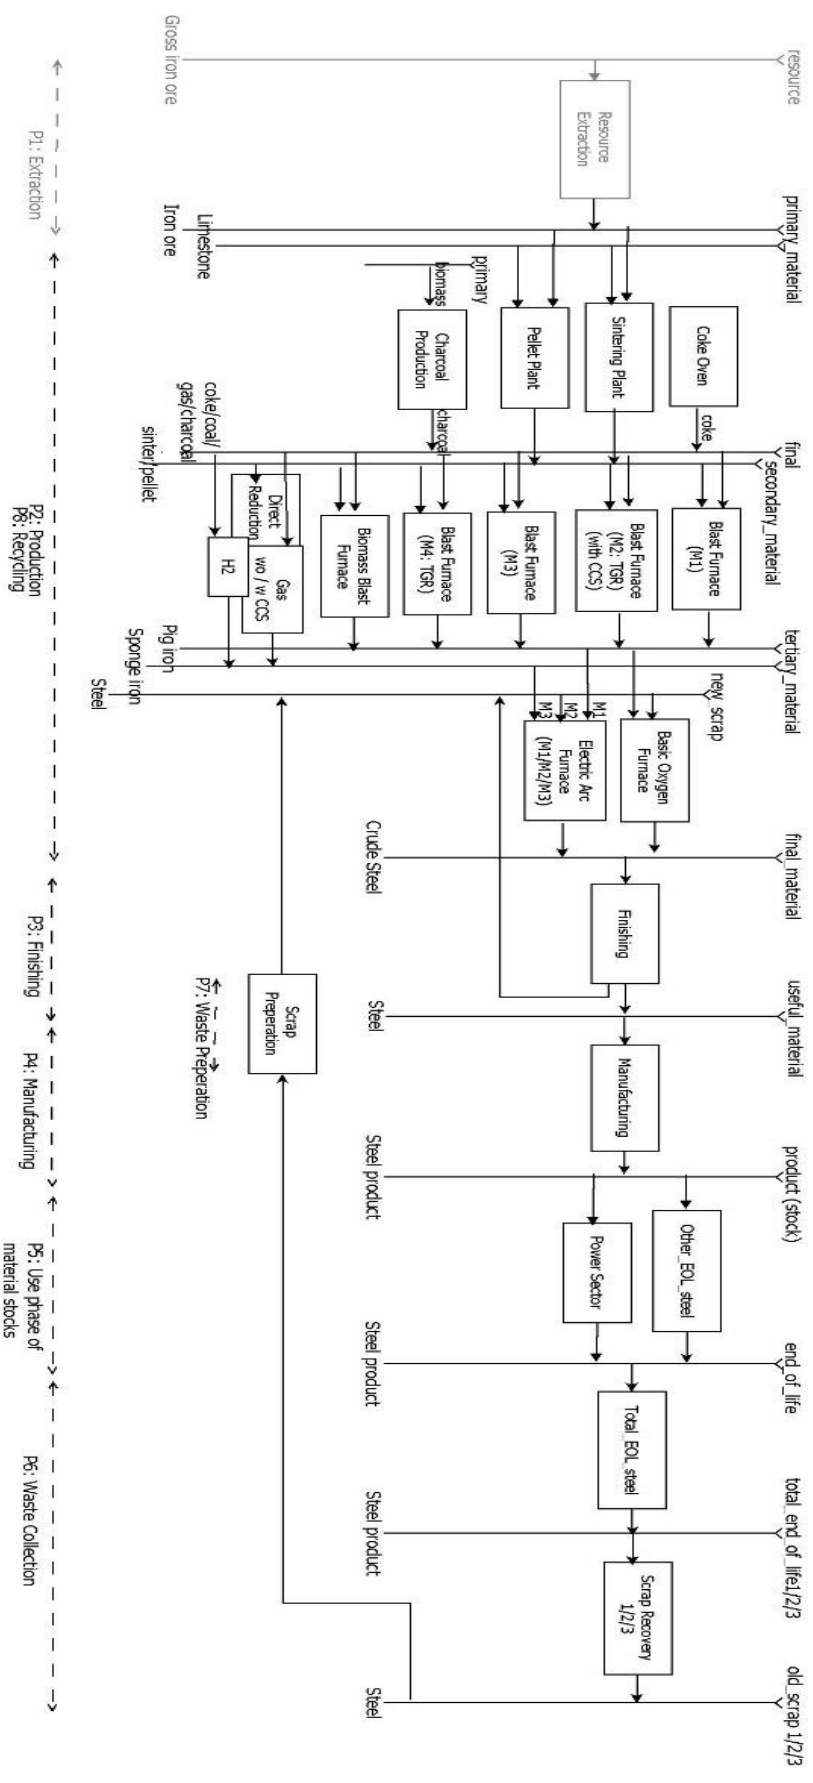 resource
primary_material
final
secondary_material
tertiary_material
new_scrap
final_material
useful_material
product (stock)
end_of_life
total_end_of_life1/2/3
old_scrap 1/2/3
Resource
Extraction
primary
biomass
Coke Oven
coke
Sintering Plant
Pellet Plant
Charcoal
Production
charcoal
Blast Furnace
(M1)
Blast Furnace
(M2: TGR)
(with CCS)
Blast Furnace
(M3)
Blast Furnace
(M4: TGR)
Biomass Blast
Furnace
Direct
Reduction
Gas
wo / w CCS
H2
Basic Oxygen
Furnace
M1
M2
M3
Electric Arc
Furnace
(M1/M2/M3)
Finishing
Manufacturing
Other_EOL_steel
Power Sector
Total_EOL_steel
Scrap Recovery
1/2/3
Scrap
Preperation
P7: Waste Preperation
Gross iron ore
Limestone
Iron ore
coke/coal/
gas/charcoal
sinter/pellet
Pig iron
Sponge iron
Steel
Crude Steel
Steel
Steel product
Steel product
Steel product
Steel
P1: Extraction
P2: Production
P8: Recycling
P3: Finishing
P4: Manufacturing
P5: Use phase of
material stocks
P6: Waste Collection